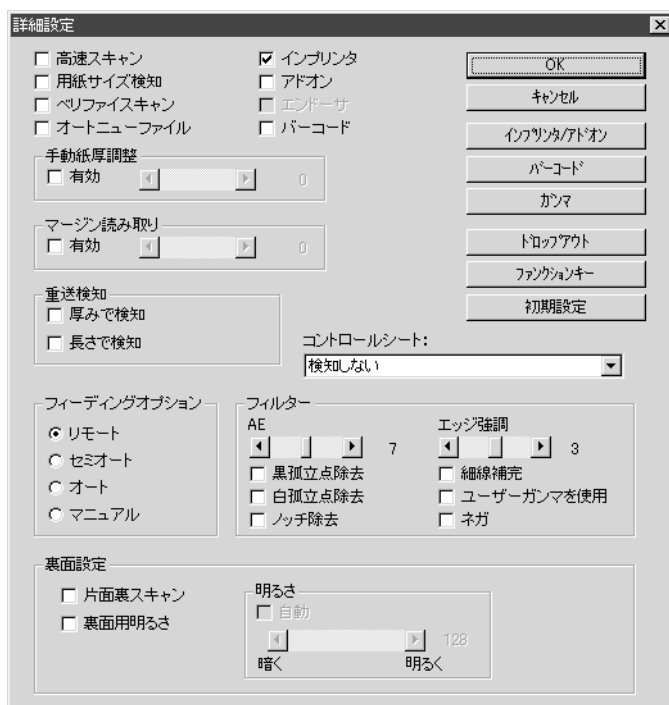 詳細設定
高速スキャン
用紙サイズ検知
ベリファイスキャン
オートニューファイル
インプリンタ
アドオン
エンドーサ
バーコード
OK
キャンセル
インプリンタ/アドオン
バーコード
ガンマ
ドロップアウト
ファンクションキー
初期設定
手動紙厚調整
有効 0
マージン読み取り
有効 0
重送検知
厚みで検知
長さで検知
コントロールシート:
検知しない
フィーディングオプション
リモート
セミオート
オート
マニュアル
フィルター
AE
7
黒孤立点除去
白孤立点除去
ノッチ除去
エッジ強調
3
細線補完
ユーザーガンマを使用
ネガ
裏面設定
片面裏スキャン
裏面用明るさ
明るさ
自動
128
暗く 明るく